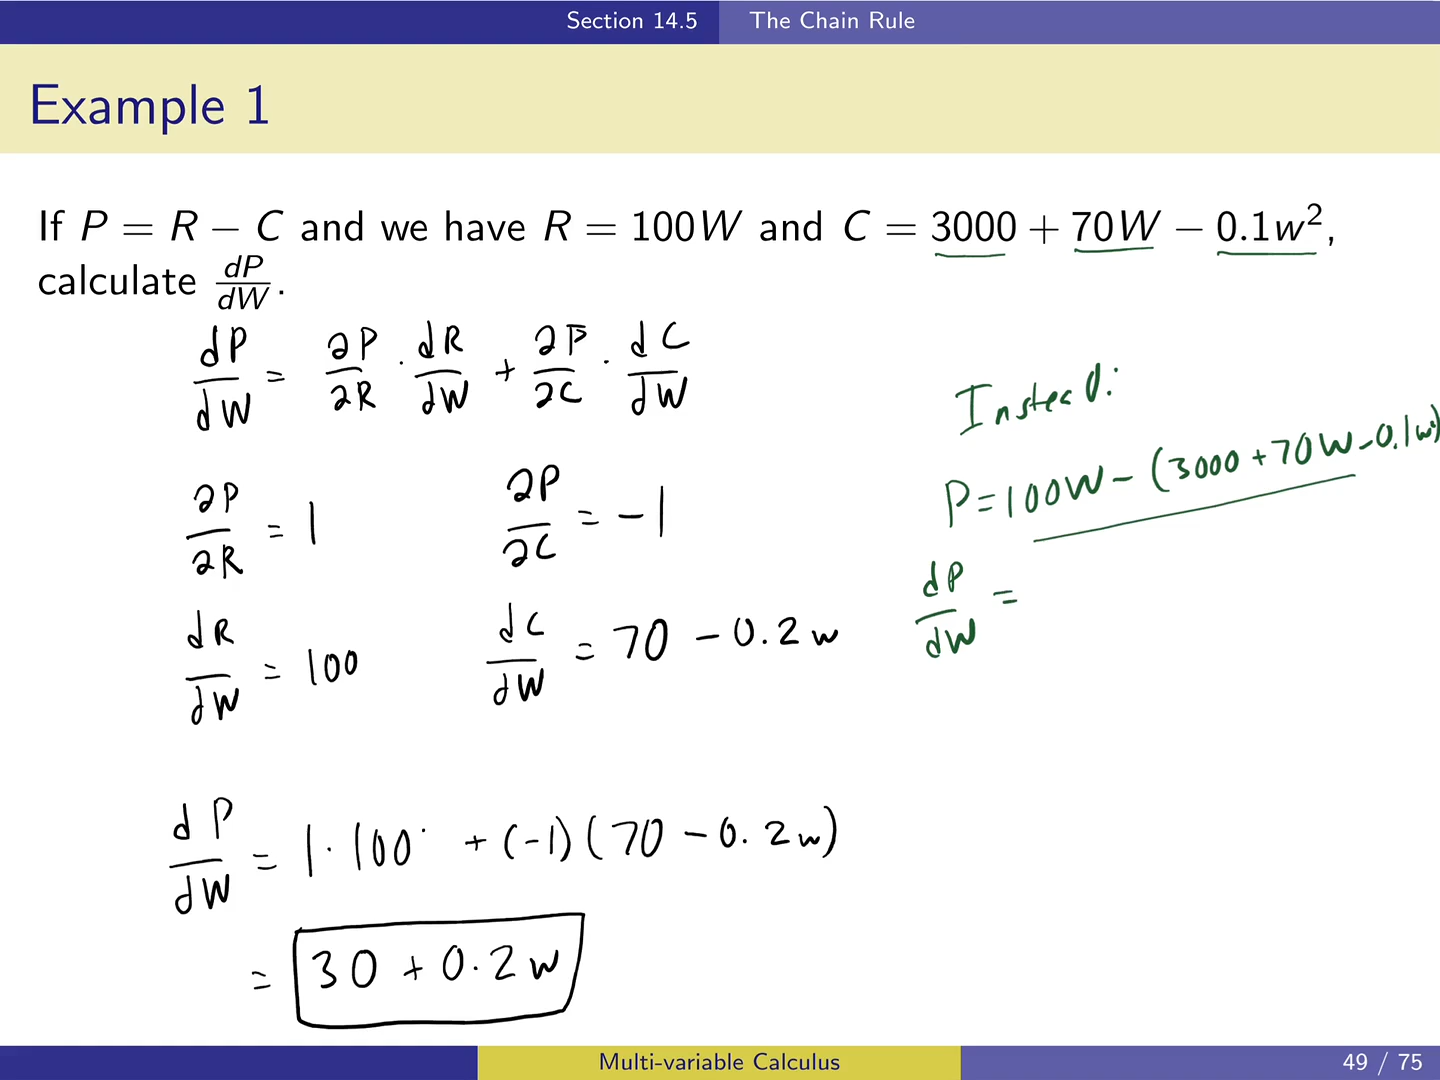 Section 14.5 The Chain Rule
Example 1
If P = R − C and we have R = 100W and C = 3000 + 70W − 0.1w²,
calculate dP/dW.
dP/dW = ∂P/∂R · dR/dW + ∂P/∂C · dC/dW
∂P/∂R = 1 ∂P/∂C = −1
dR/dW = 100 dC/dW = 70 − 0.2w
dP/dW = 1·100 + (−1)(70 − 0.2w)
= 30 + 0.2w
Instead:
P = 100W − (3000 + 70W − 0.1w²)
dP/dW =
Multi-variable Calculus 49 / 75